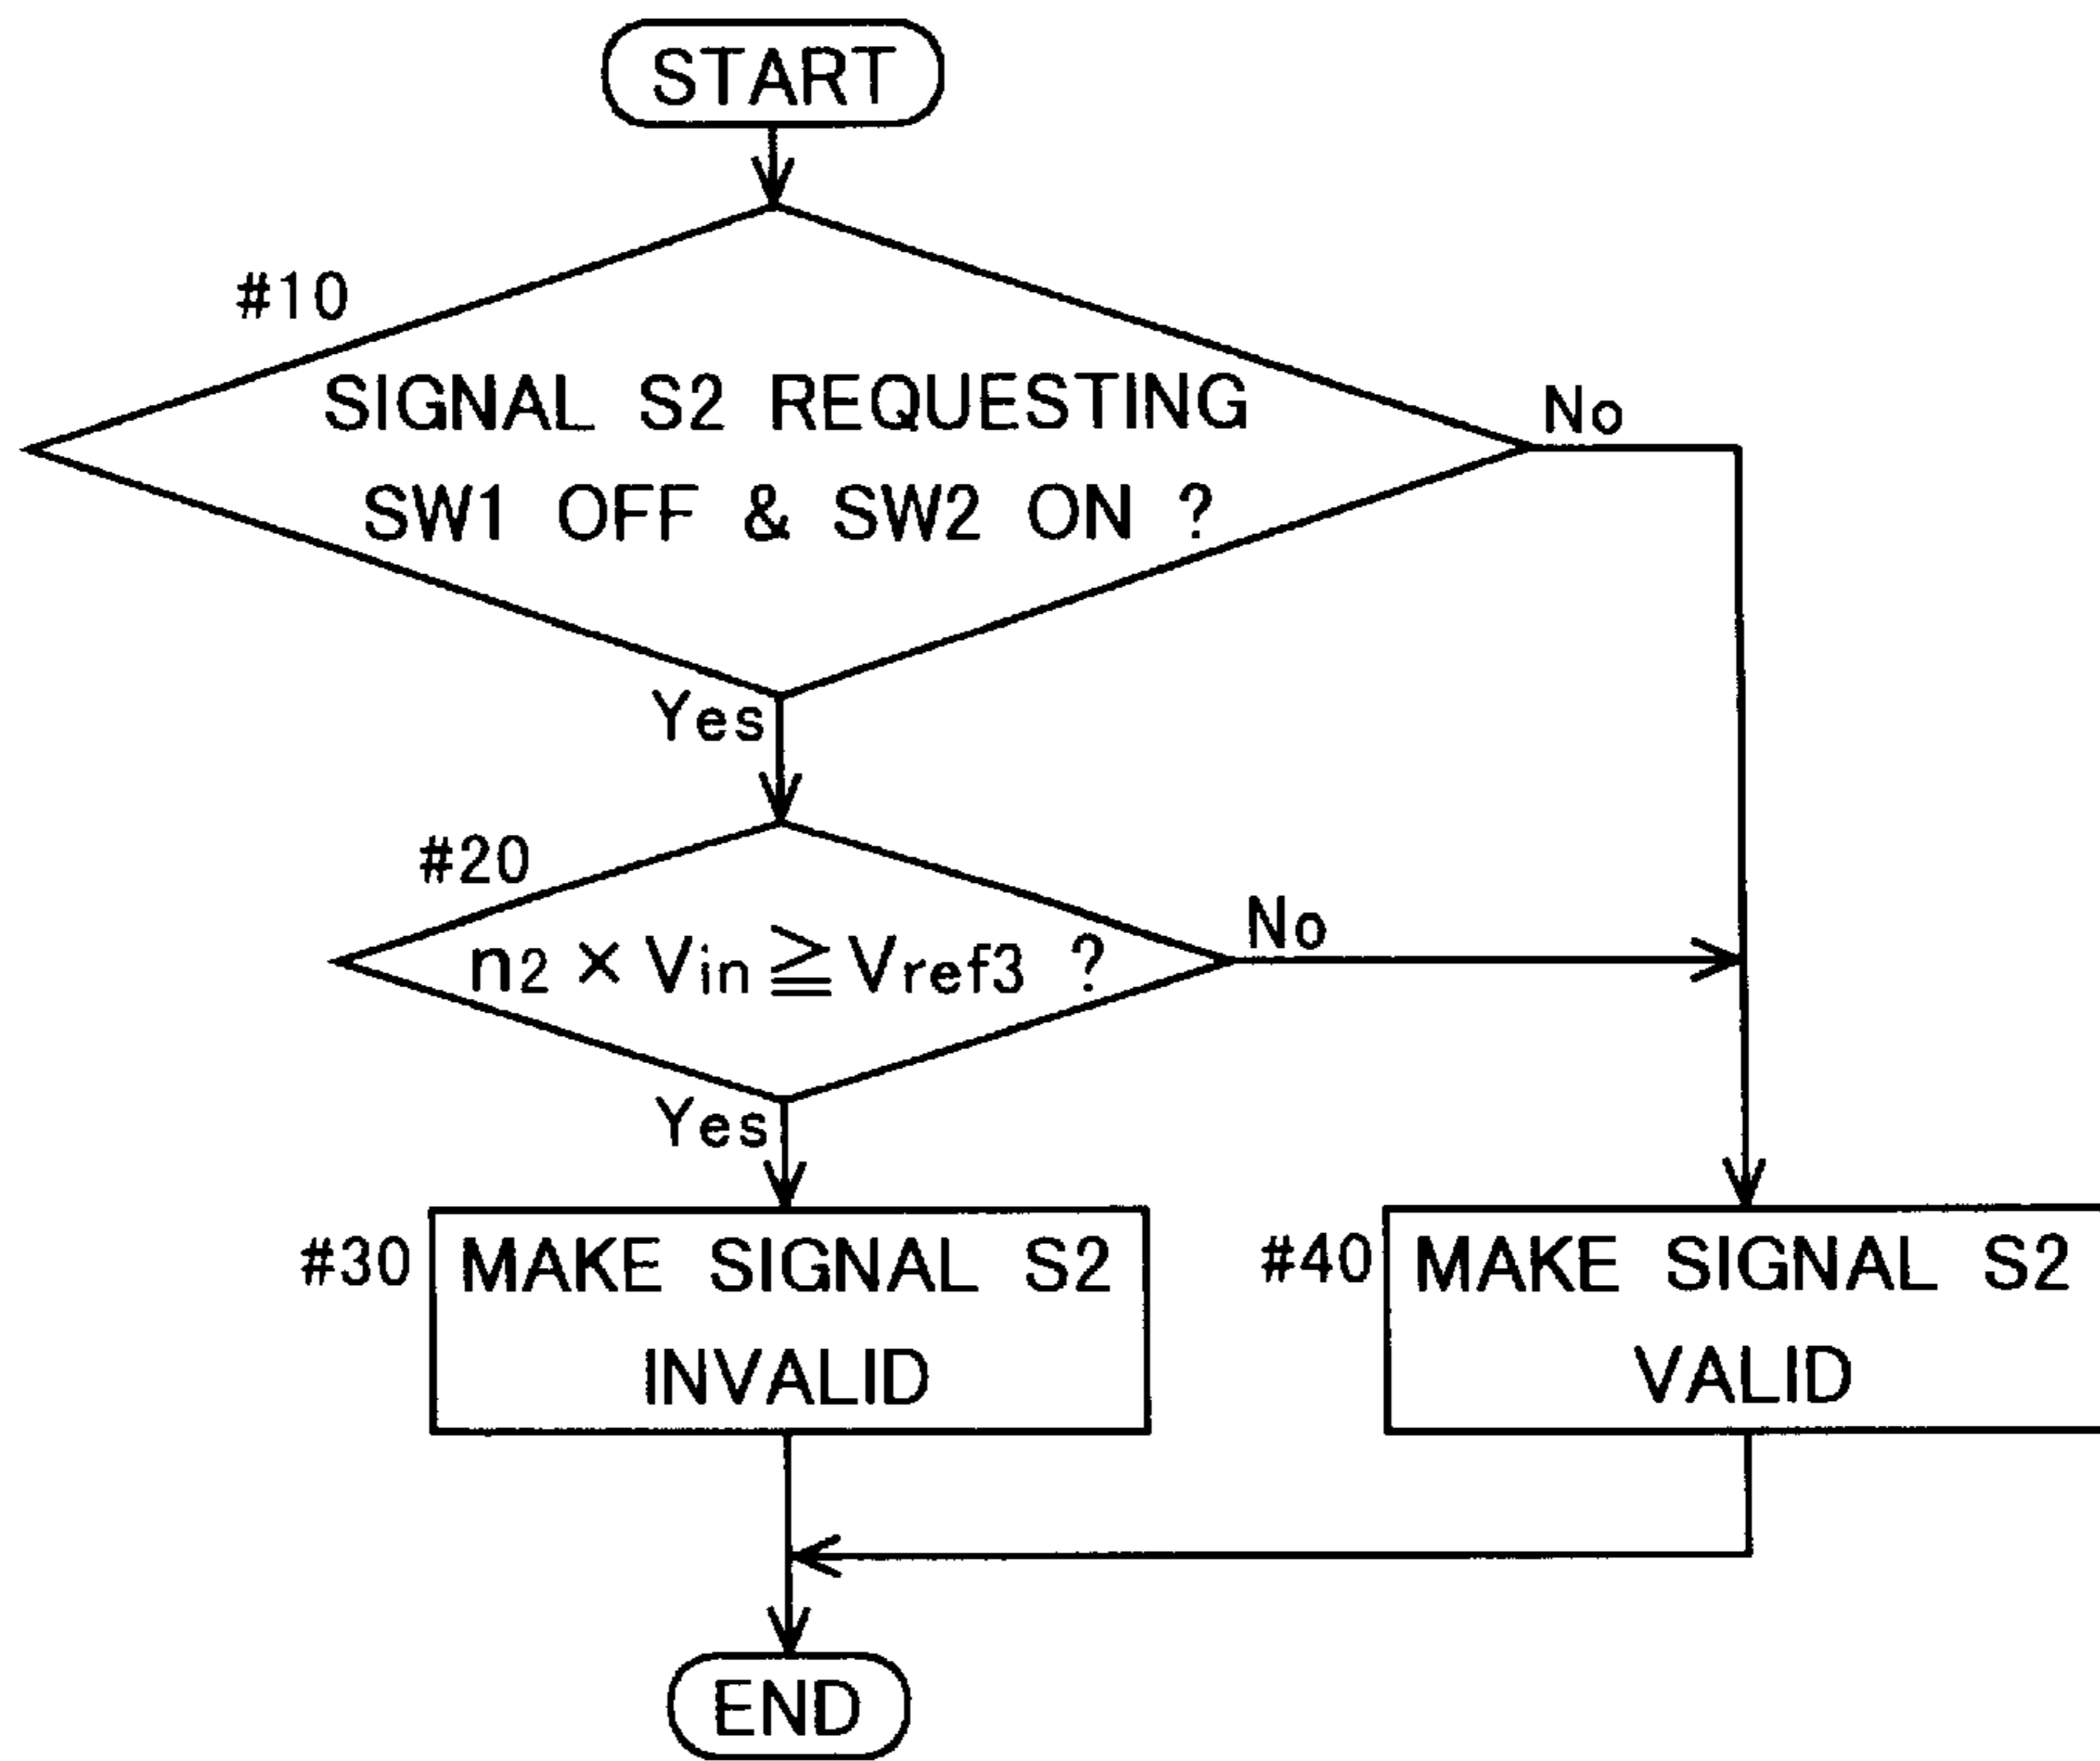 START
#10
SIGNAL S2 REQUESTING
SW1 OFF & SW2 ON ?
No
Yes
#20
n2 × Vin ≧ Vref3 ?
No
Yes
#30
MAKE SIGNAL S2
INVALID
#40
MAKE SIGNAL S2
VALID
END